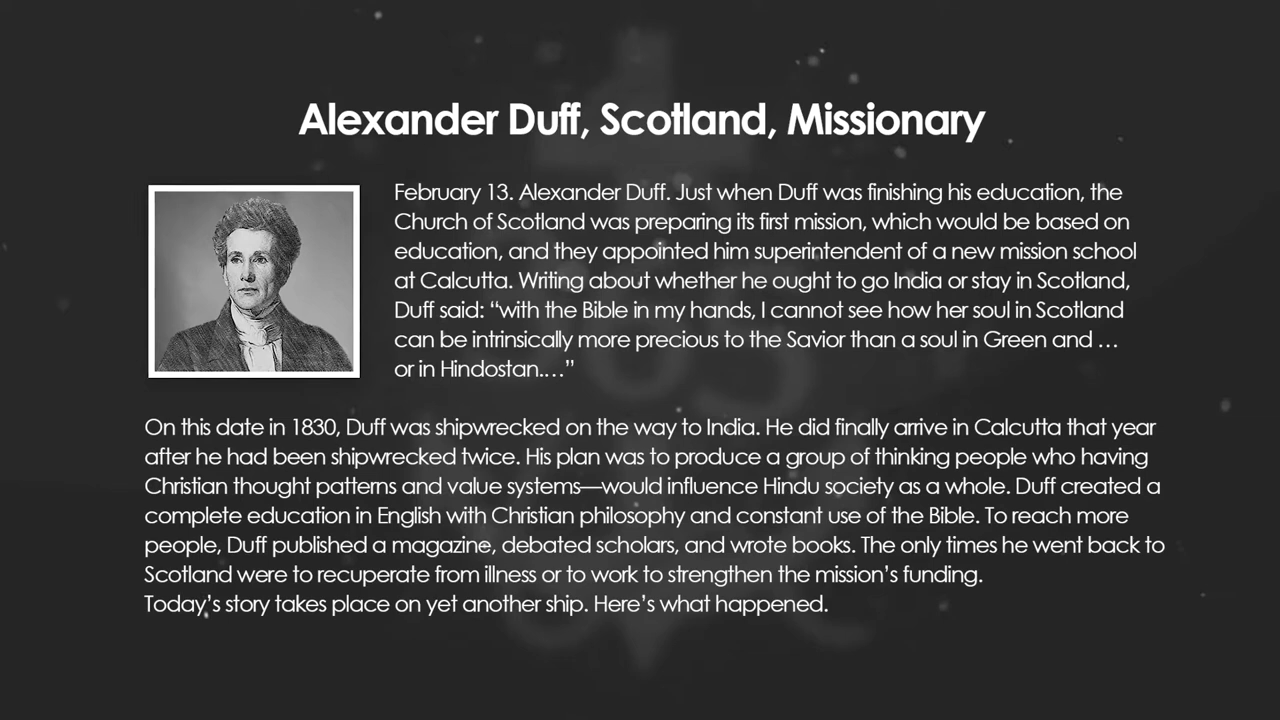 Alexander Duff, Scotland, Missionary
February 13. Alexander Duff. Just when Duff was finishing his education, the
Church of Scotland was preparing its first mission, which would be based on
education, and they appointed him superintendent of a new mission school
at Calcutta. Writing about whether he ought to go India or stay in Scotland,
Duff said: “with the Bible in my hands, I cannot see how her soul in Scotland
can be intrinsically more precious to the Savior than a soul in Green and …
or in Hindostan.…”
On this date in 1830, Duff was shipwrecked on the way to India. He did finally arrive in Calcutta that year
after he had been shipwrecked twice. His plan was to produce a group of thinking people who having
Christian thought patterns and value systems—would influence Hindu society as a whole. Duff created a
complete education in English with Christian philosophy and constant use of the Bible. To reach more
people, Duff published a magazine, debated scholars, and wrote books. The only times he went back to
Scotland were to recuperate from illness or to work to strengthen the mission’s funding.
Today’s story takes place on yet another ship. Here’s what happened.